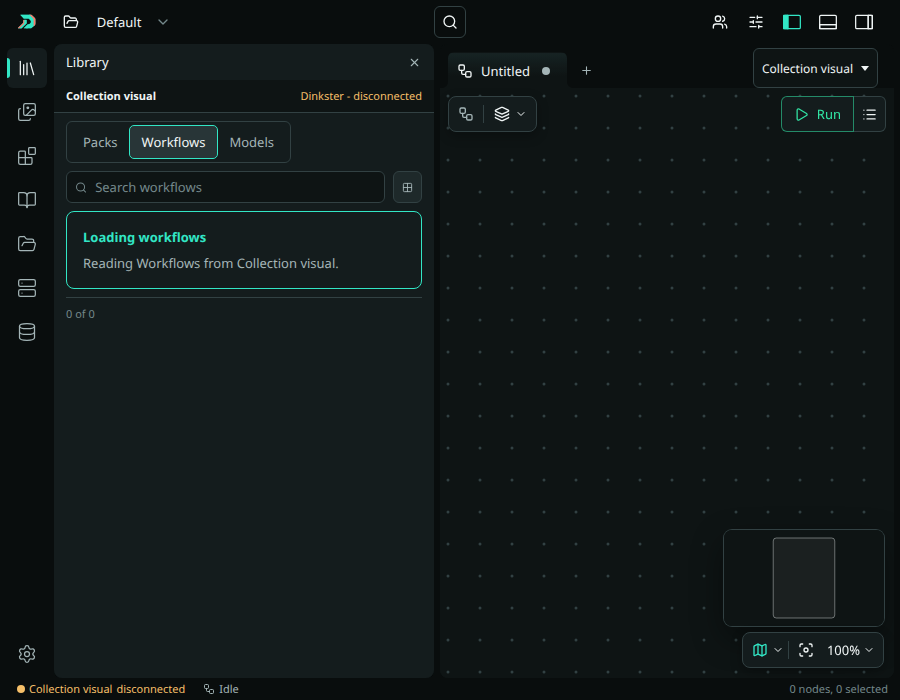 Default
Library
Collection visual
Dinkster - disconnected
Packs
Workflows
Models
Search workflows
Loading workflows
Reading Workflows from Collection visual.
0 of 0
Untitled
Collection visual
Run
100%
Collection visual disconnected
Idle
0 nodes, 0 selected